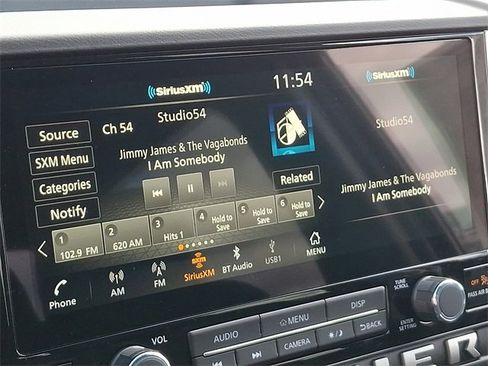 SiriusXM
11:54
SiriusXM
Source
Ch 54
Studio54
Studio54
SXM Menu
Jimmy James & The Vagabonds
I Am Somebody
Categories
Related
Jimmy James & The Vagabonds
I Am Somebody
Notify
1
102.9 FM
2
620 AM
3
Hits 1
4
Hold to
Save
5
Hold to
Save
6
Hold to
Save
Phone
AM
FM
SXM
SiriusXM
BT Audio
USB1
MENU
VOL
AUDIO
MENU
DISP
CAMERA
BACK
TUNE
SCROLL
ENTER
SETTING
PASS AIR B